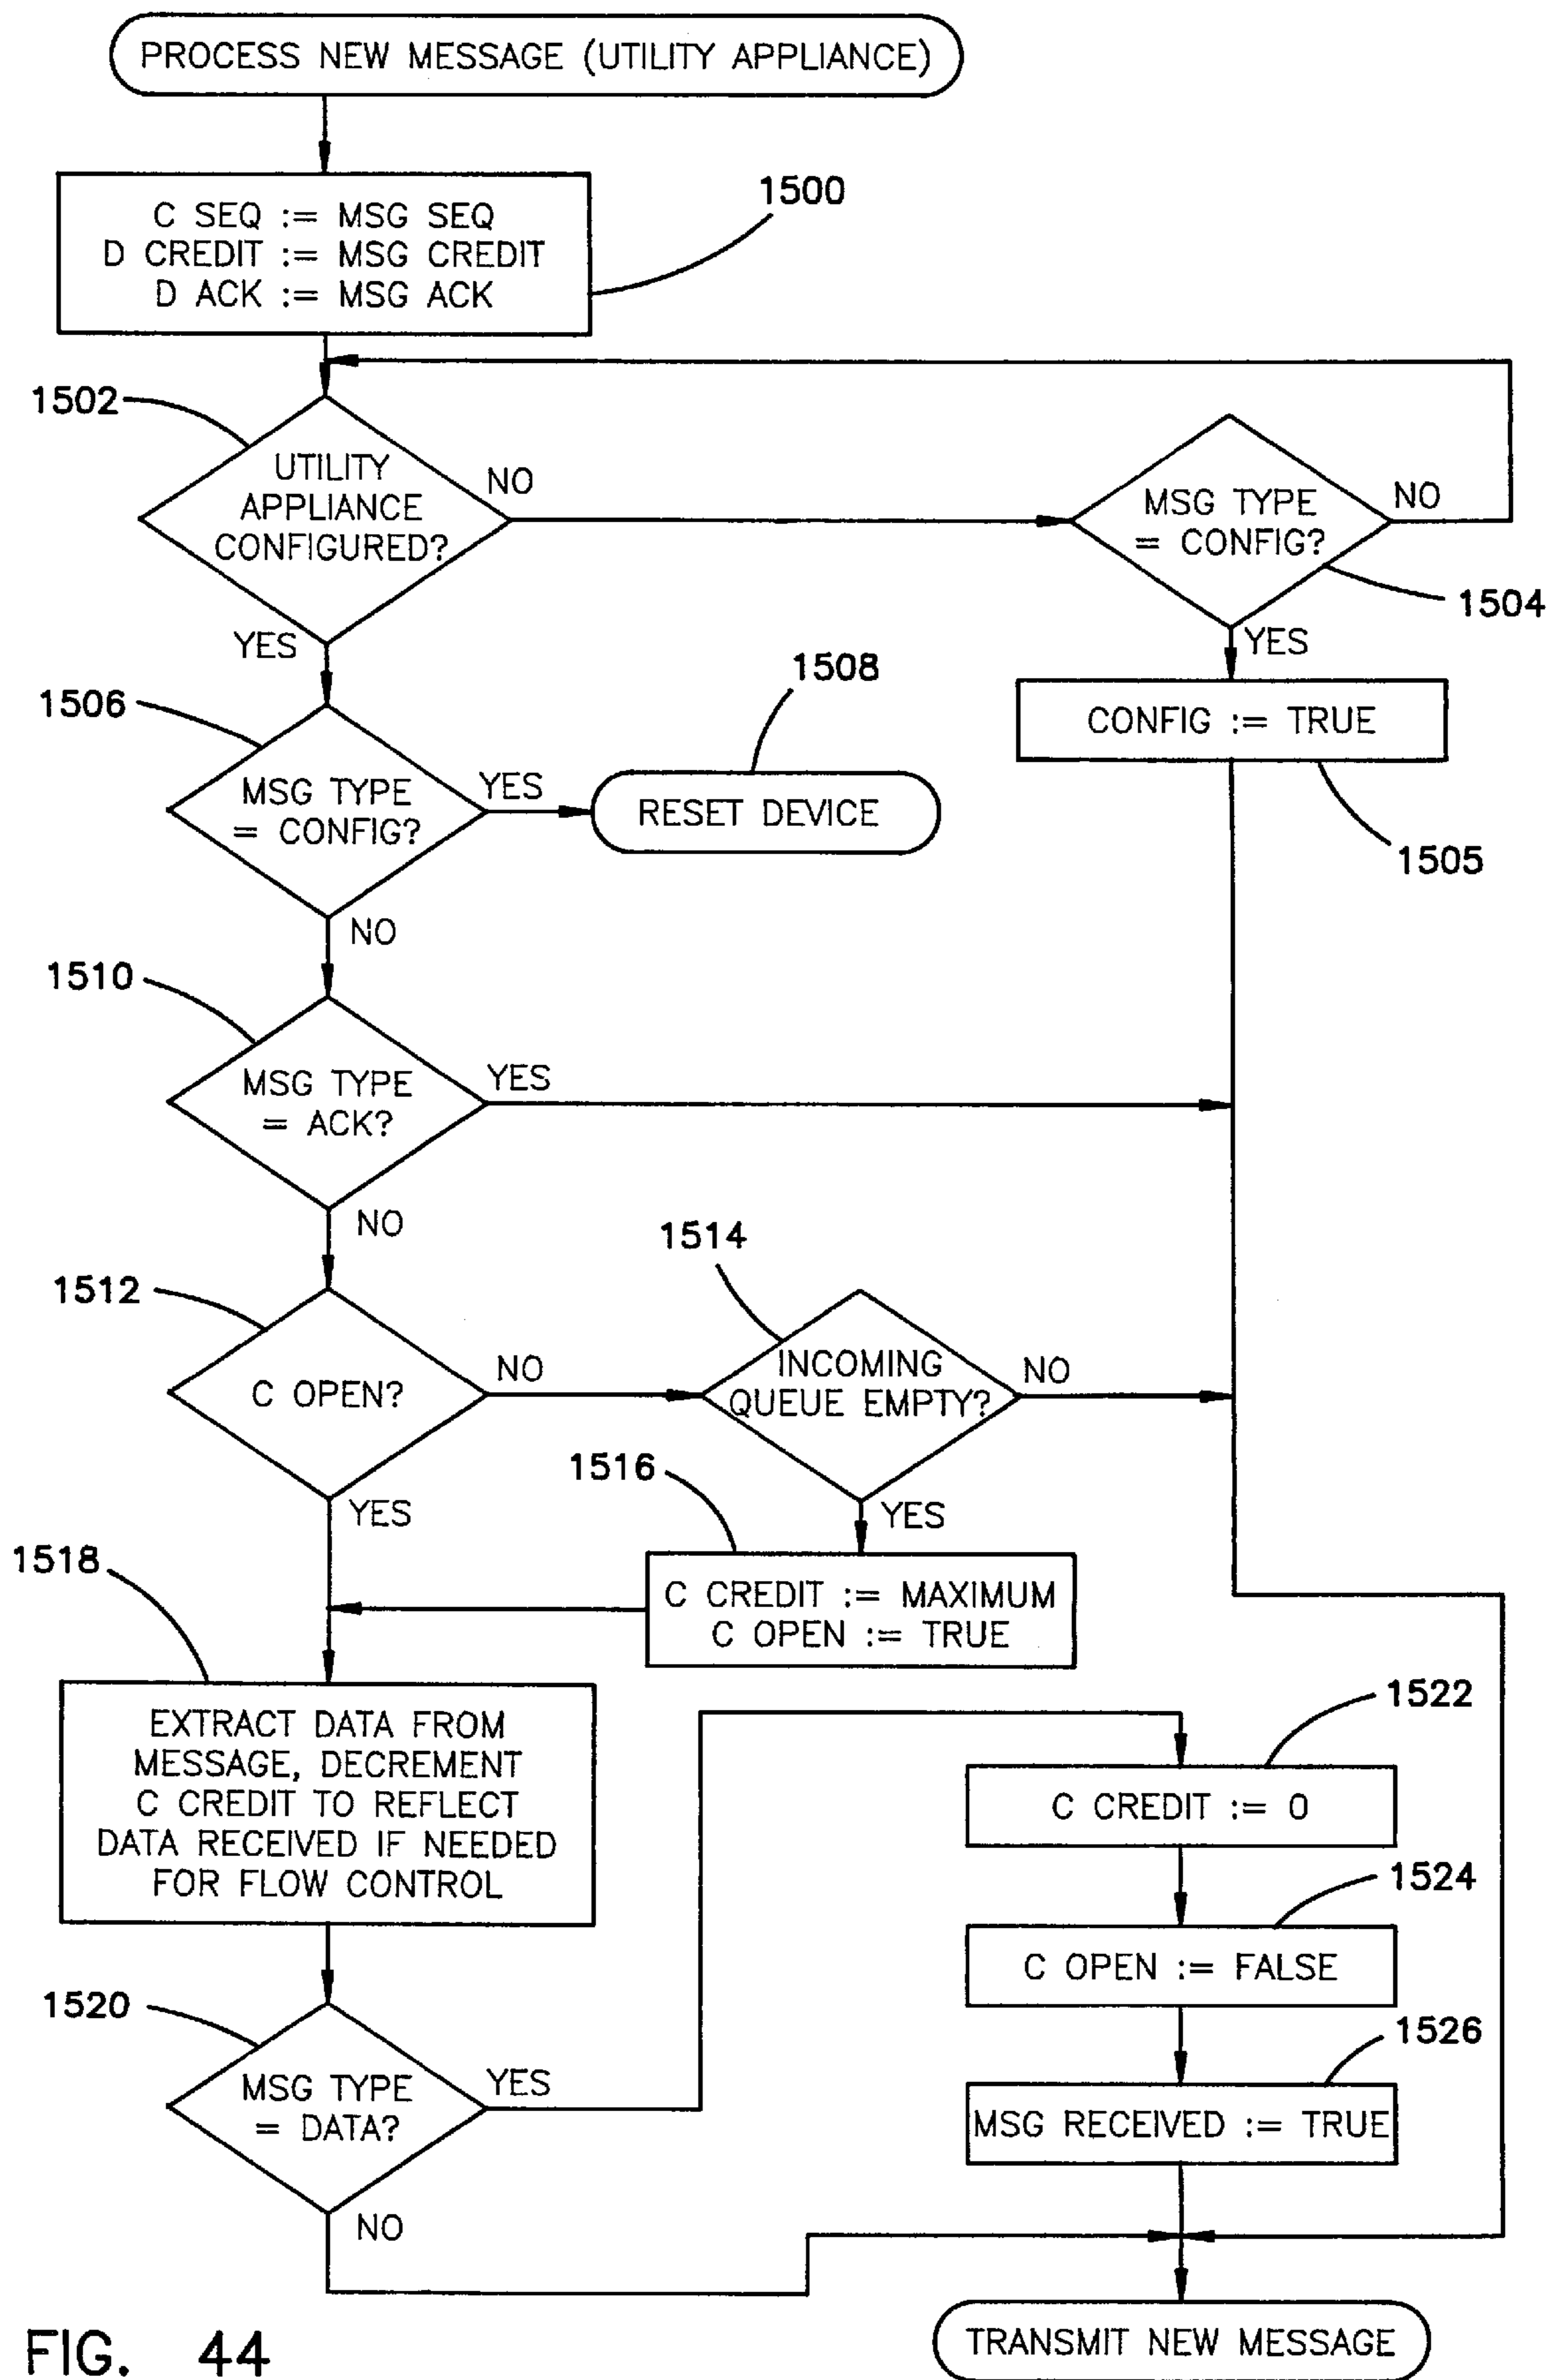 PROCESS NEW MESSAGE (UTILITY APPLIANCE)
1500
C SEQ := MSG SEQ
D CREDIT := MSG CREDIT
D ACK := MSG ACK
1502
UTILITY
APPLIANCE
CONFIGURED?
NO
YES
MSG TYPE
= CONFIG?
NO
1504
YES
CONFIG := TRUE
1505
1506
MSG TYPE
= CONFIG?
YES
1508
RESET DEVICE
NO
1510
MSG TYPE
= ACK?
YES
NO
1512
C OPEN?
NO
1514
INCOMING
QUEUE EMPTY?
NO
YES
YES
1516
C CREDIT := MAXIMUM
C OPEN := TRUE
1518
EXTRACT DATA FROM
MESSAGE, DECREMENT
C CREDIT TO REFLECT
DATA RECEIVED IF NEEDED
FOR FLOW CONTROL
1520
MSG TYPE
= DATA?
YES
NO
1522
C CREDIT := 0
1524
C OPEN := FALSE
1526
MSG RECEIVED := TRUE
TRANSMIT NEW MESSAGE
FIG. 44